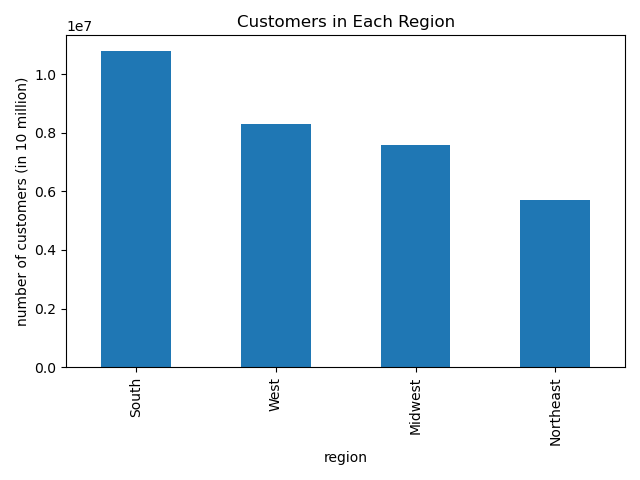 Customers in Each Region
1e7
number of customers (in 10 million)
1.0
0.8
0.6
0.4
0.2
0.0
South
West
Midwest
Northeast
region